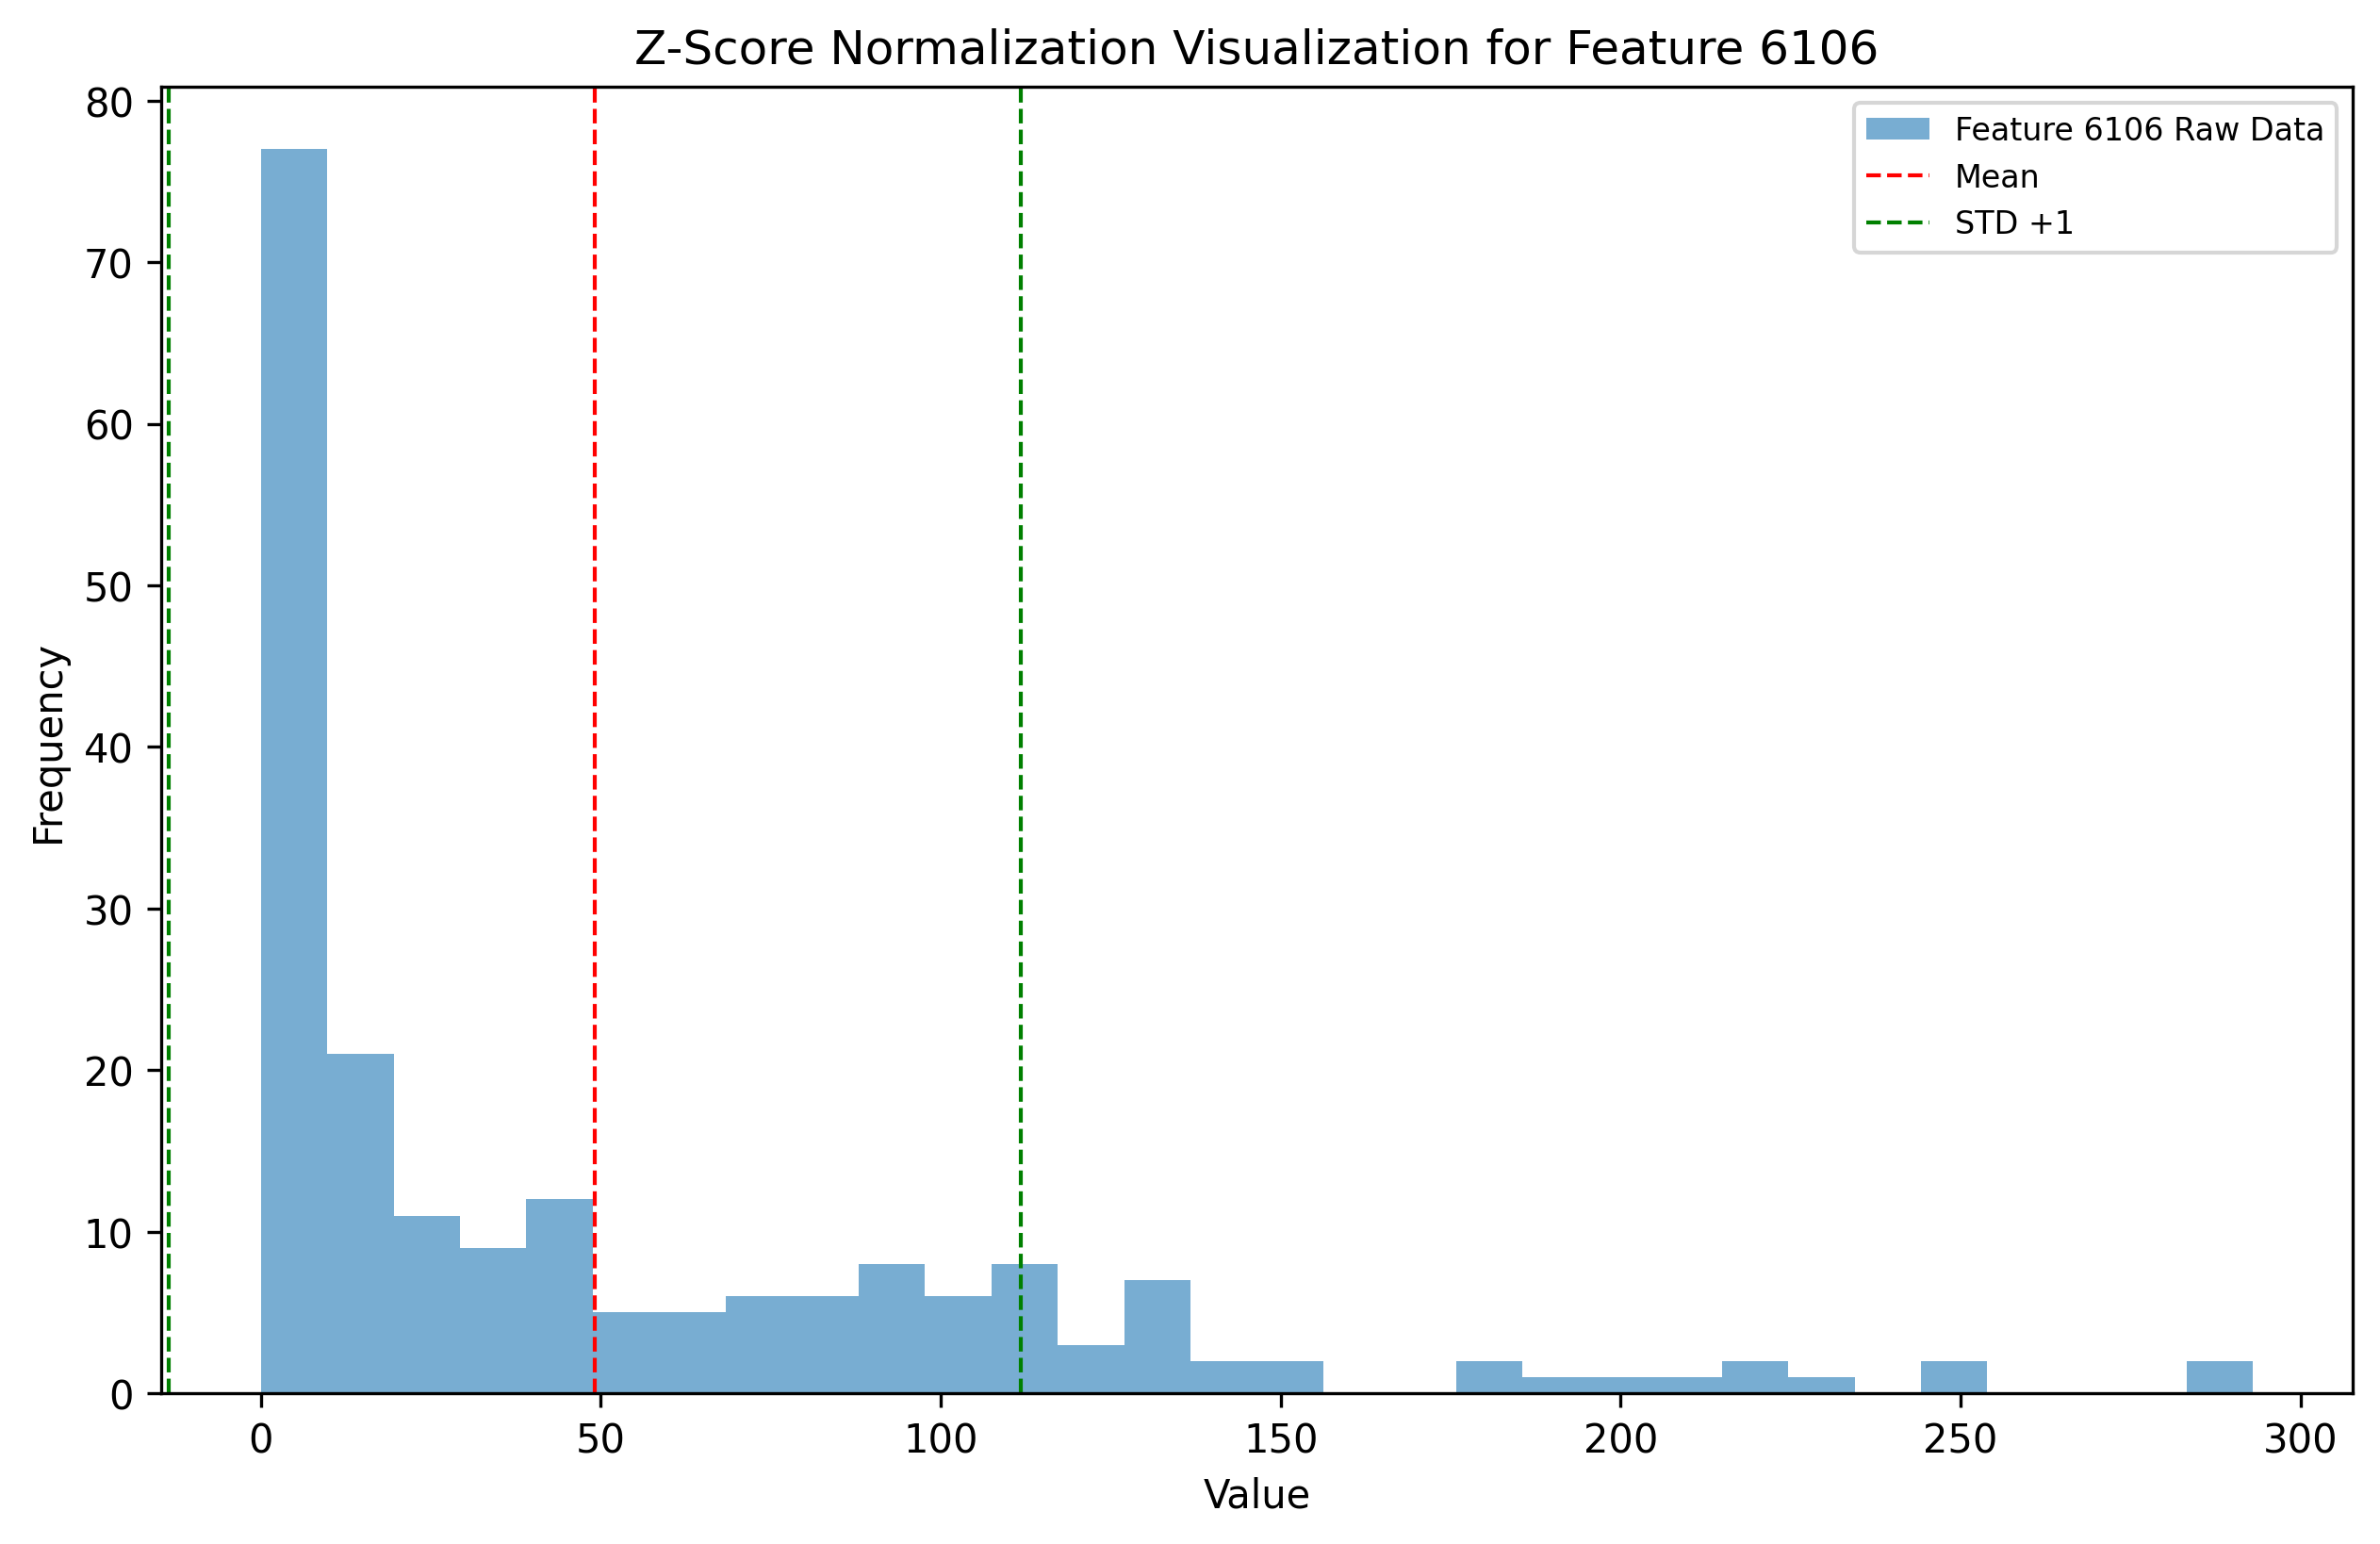 Z-Score Normalization Visualization for Feature 6106
Feature 6106 Raw Data
Mean
STD +1
80
70
60
50
40
30
20
10
0
Frequency
0 50 100 150 200 250 300
Value